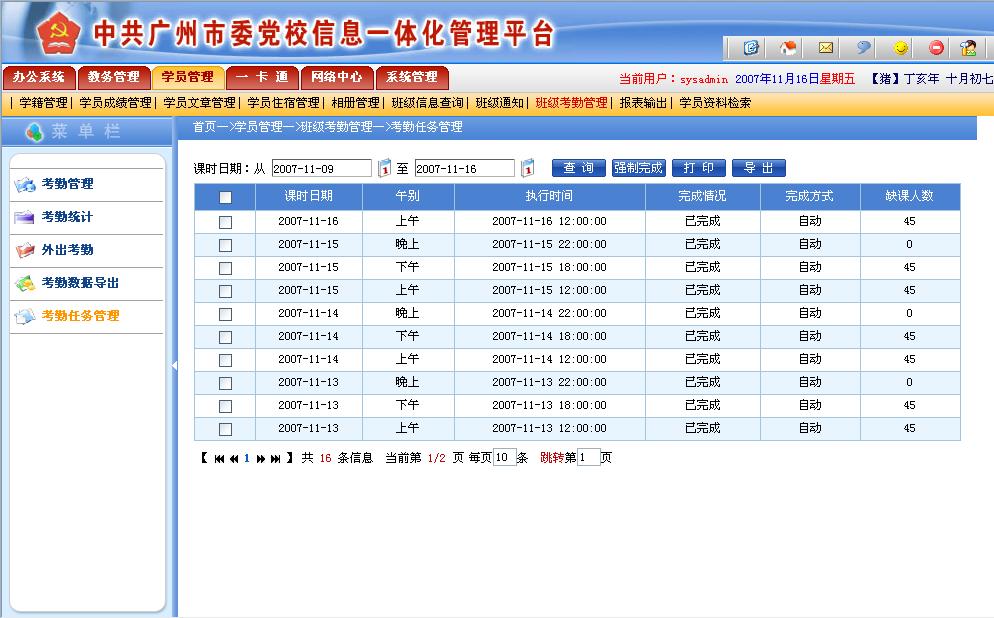 中共广州市委党校信息一体化管理平台
办公系统 教务管理 学员管理 一 卡 通 网络中心 系统管理
当前用户：sysadmin 2007年11月16日星期五 【猪】丁亥年 十月初七
| 学籍管理| 学员成绩管理| 学员文章管理| 学员住宿管理| 相册管理| 班级信息查询| 班级通知| 班级考勤管理| 报表输出| 学员资料检索
菜 单 栏
首页—>学员管理—>班级考勤管理—>考勤任务管理
考勤管理
考勤统计
外出考勤
考勤数据导出
考勤任务管理
课时日期：从 2007-11-09 1 至 2007-11-16 1 查 询 强制完成 打 印 导 出
课时日期 午别 执行时间 完成情况 完成方式 缺课人数
2007-11-16 上午 2007-11-16 12:00:00 已完成 自动 45
2007-11-15 晚上 2007-11-15 22:00:00 已完成 自动 0
2007-11-15 下午 2007-11-15 18:00:00 已完成 自动 45
2007-11-15 上午 2007-11-15 12:00:00 已完成 自动 45
2007-11-14 晚上 2007-11-14 22:00:00 已完成 自动 0
2007-11-14 下午 2007-11-14 18:00:00 已完成 自动 45
2007-11-14 上午 2007-11-14 12:00:00 已完成 自动 45
2007-11-13 晚上 2007-11-13 22:00:00 已完成 自动 0
2007-11-13 下午 2007-11-13 18:00:00 已完成 自动 45
2007-11-13 上午 2007-11-13 12:00:00 已完成 自动 45
【 1 】 共 16 条信息 当前第 1/2 页 每页10条 跳转第1页